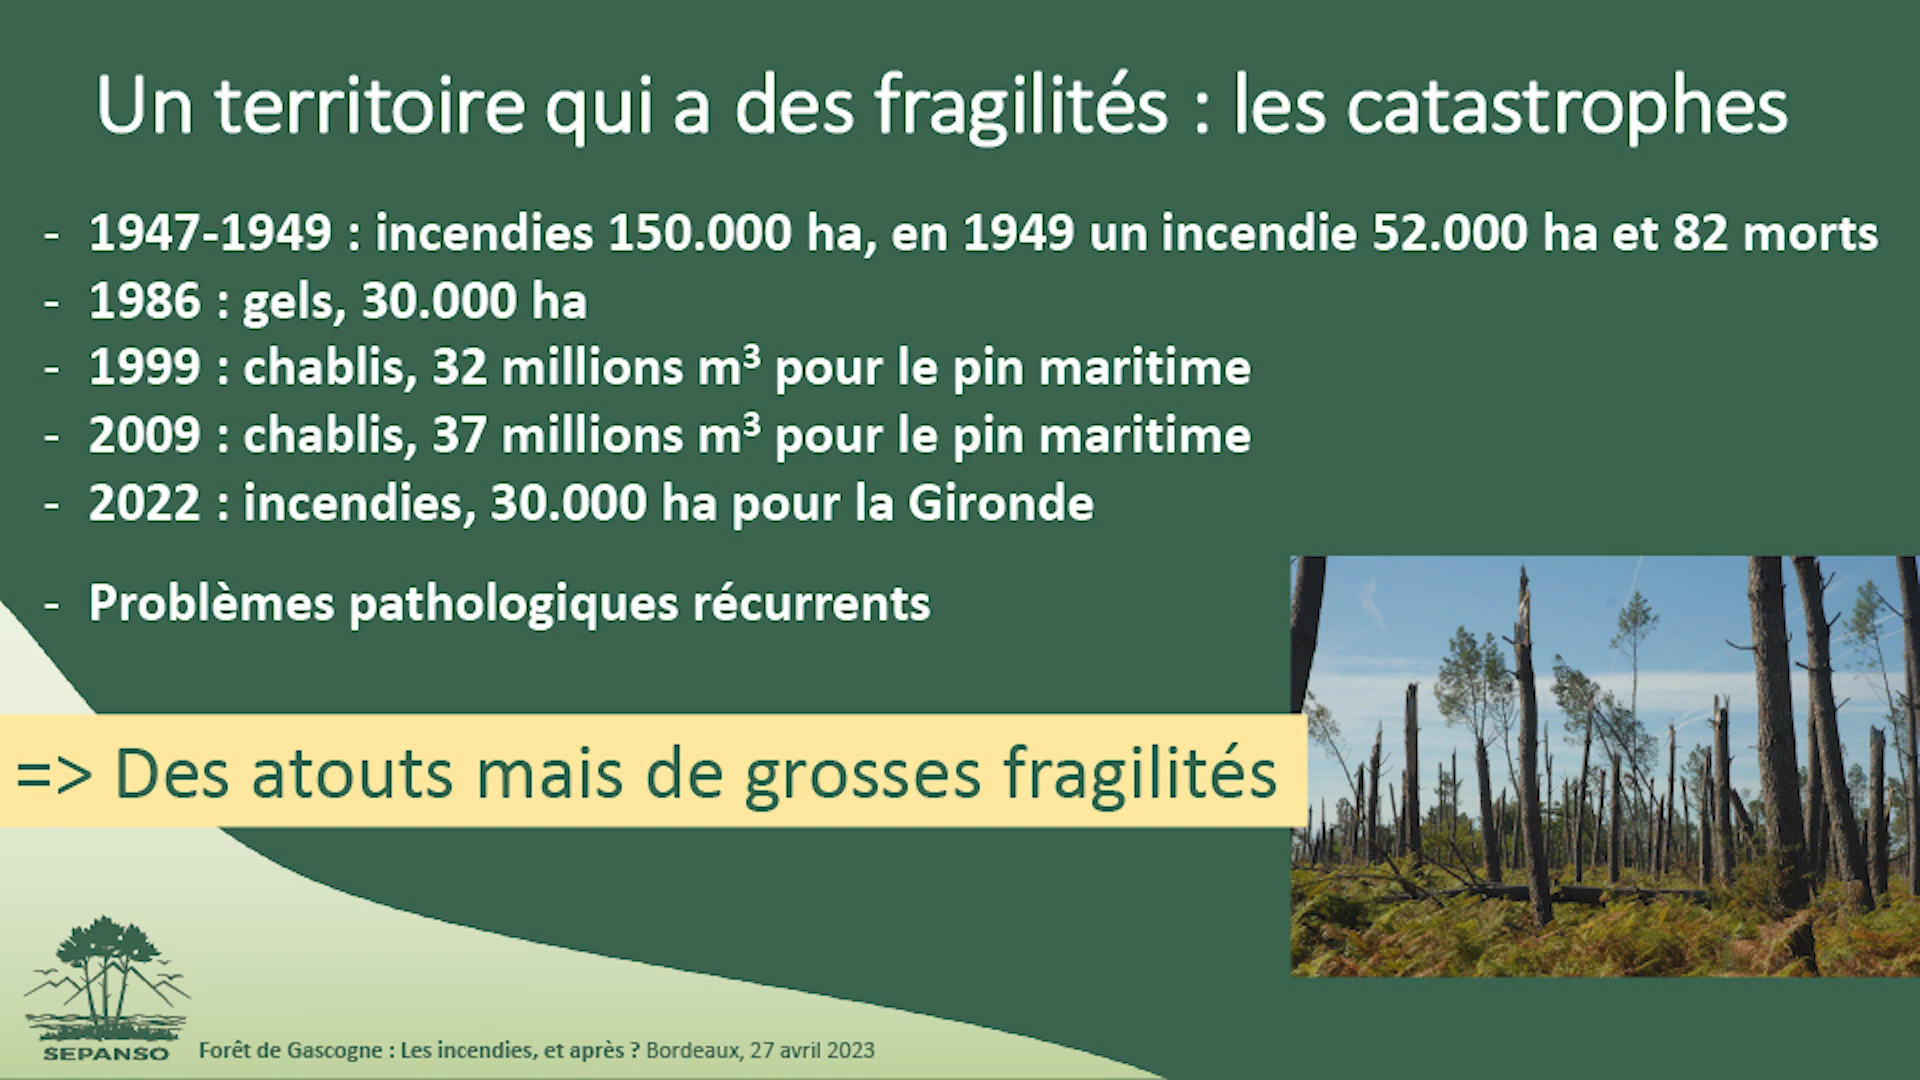 Un territoire qui a des fragilités : les catastrophes
- 1947-1949 : incendies 150.000 ha, en 1949 un incendie 52.000 ha et 82 morts
- 1986 : gels, 30.000 ha
- 1999 : chablis, 32 millions m³ pour le pin maritime
- 2009 : chablis, 37 millions m³ pour le pin maritime
- 2022 : incendies, 30.000 ha pour la Gironde
- Problèmes pathologiques récurrents
=> Des atouts mais de grosses fragilités
SEPANSO
Forêt de Gascogne : Les incendies, et après ? Bordeaux, 27 avril 2023